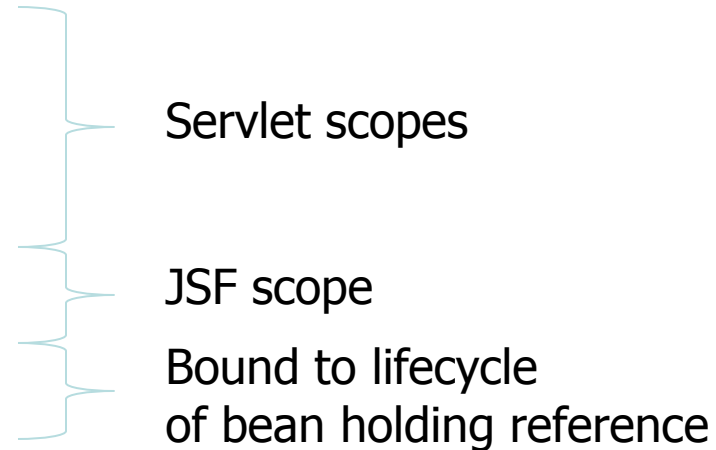 Servlet scopes
JSF scope
Bound to lifecycle
of bean holding reference